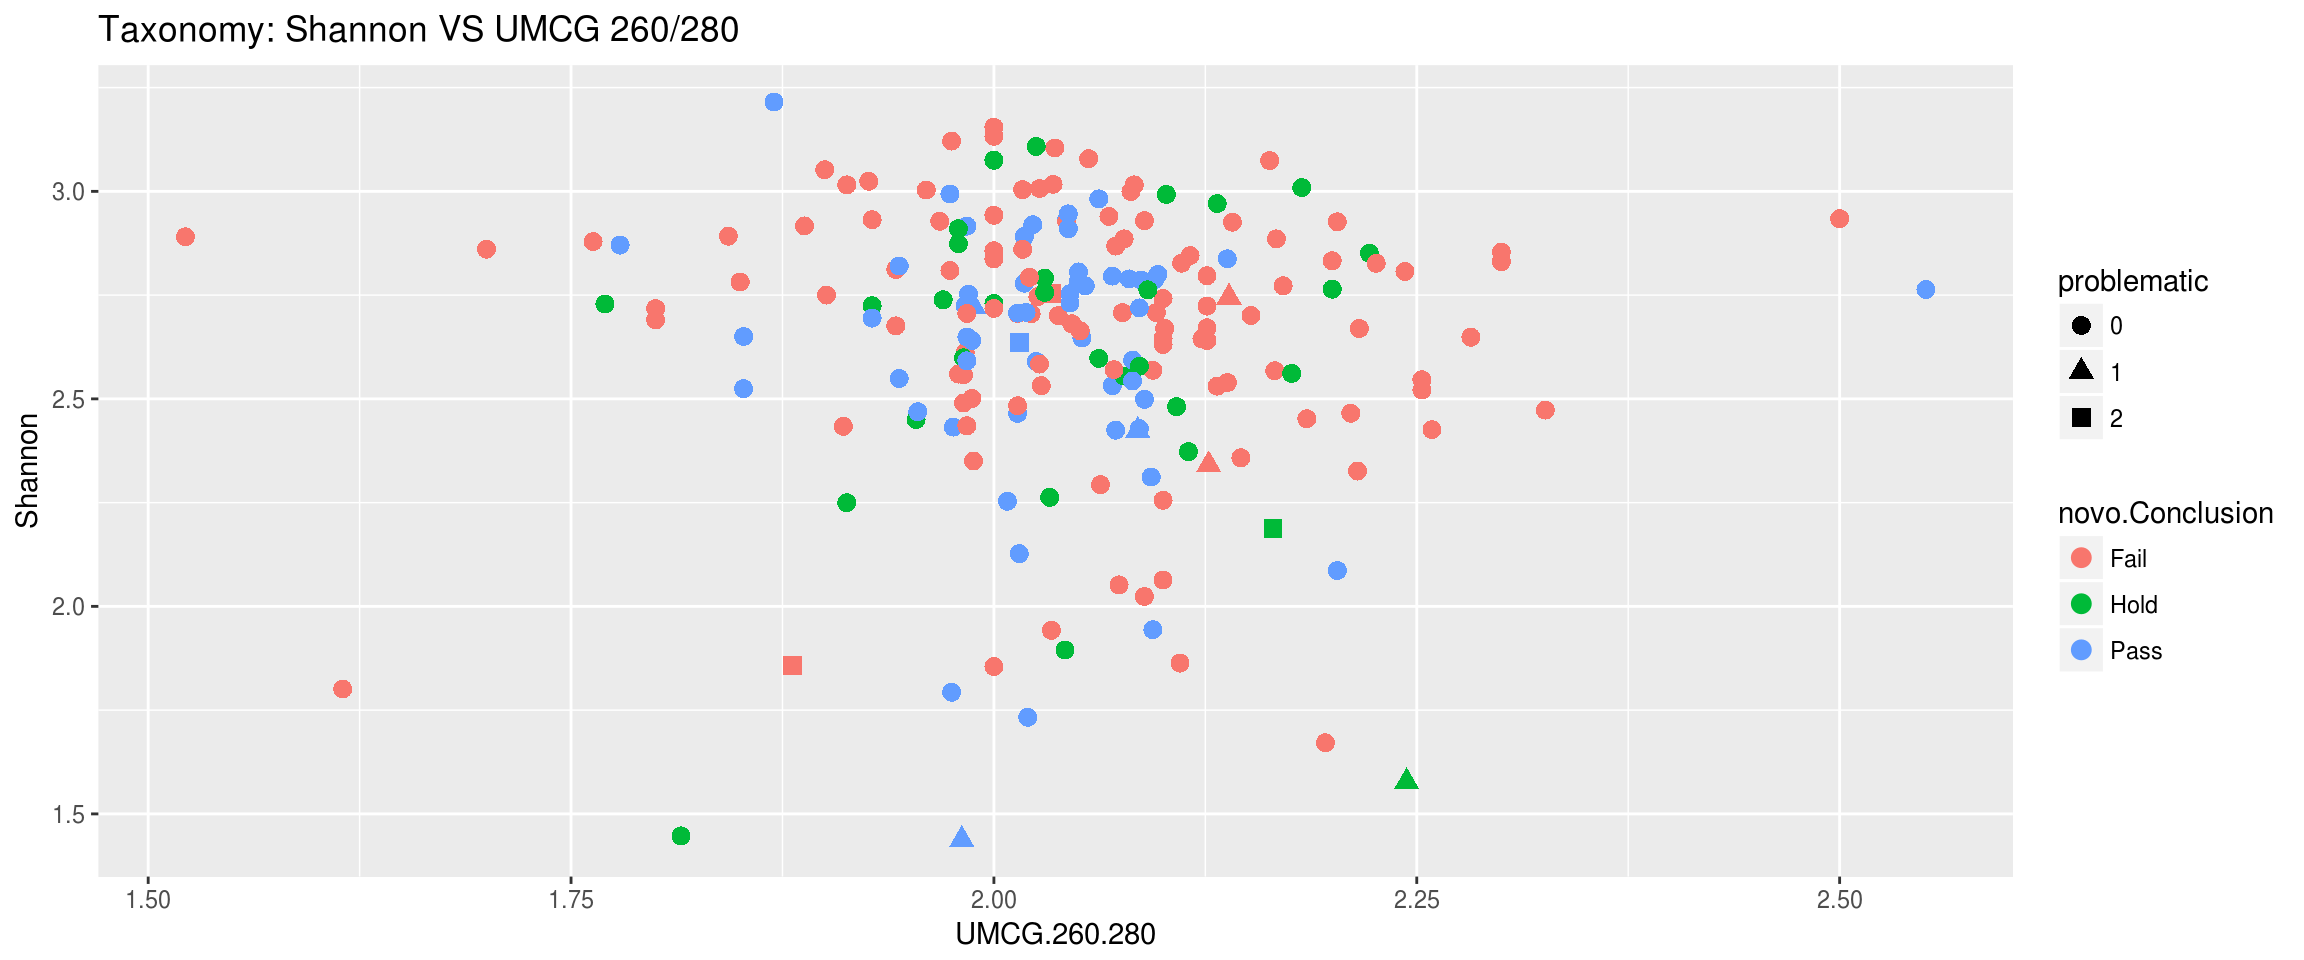 Taxonomy: Shannon VS UMCG 260/280
Shannon
3.0
2.5
2.0
1.5
1.50
1.75
2.00
2.25
2.50
UMCG.260.280
problematic
0
1
2
novo.Conclusion
Fail
Hold
Pass